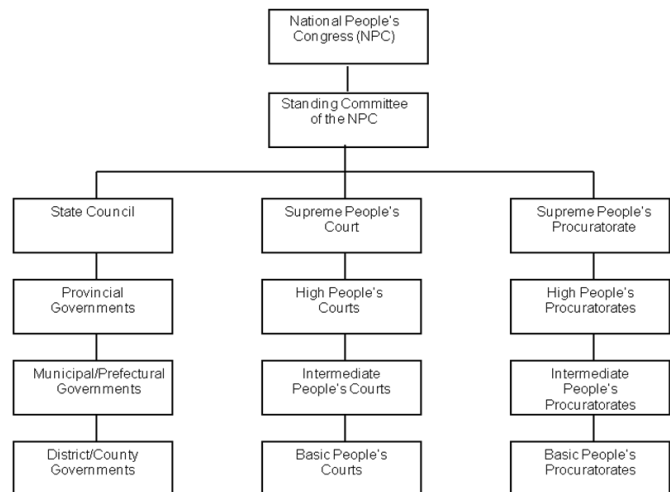 National People's
Congress (NPC)
Standing Committee
of the NPC
State Council
Supreme People's
Court
Supreme People's
Procuratorate
Provincial
Governments
High People's
Courts
High People's
Procuratorates
Municipal/Prefectural
Governments
Intermediate
People's Courts
Intermediate
People's
Procuratorates
District/County
Governments
Basic People's
Courts
Basic People's
Procuratorates